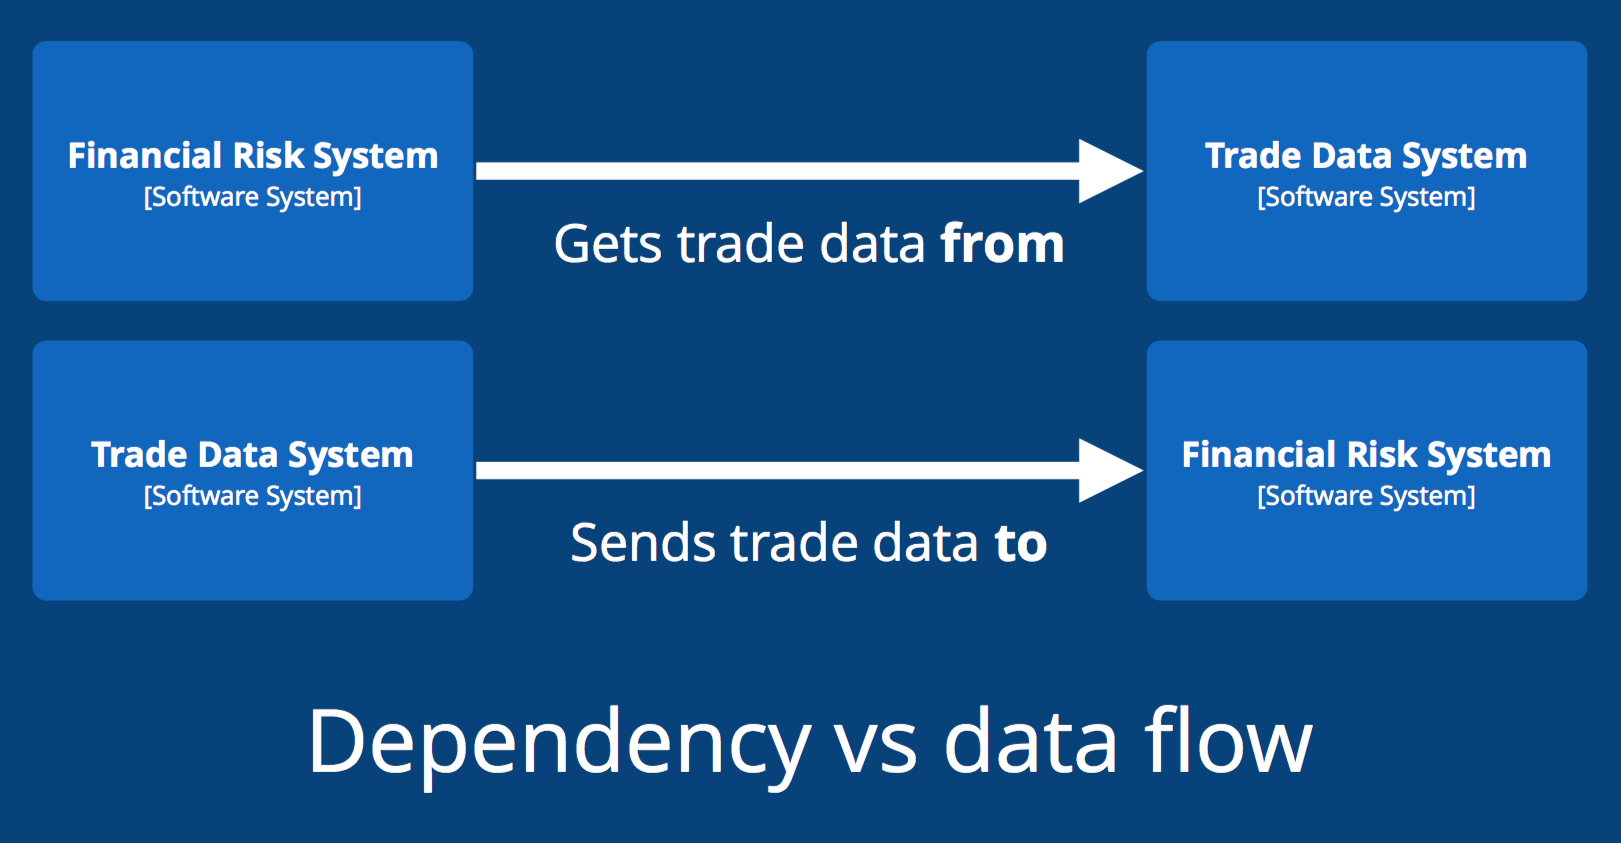 Financial Risk System
[Software System]
Gets trade data from
Trade Data System
[Software System]
Trade Data System
[Software System]
Sends trade data to
Financial Risk System
[Software System]
Dependency vs data flow